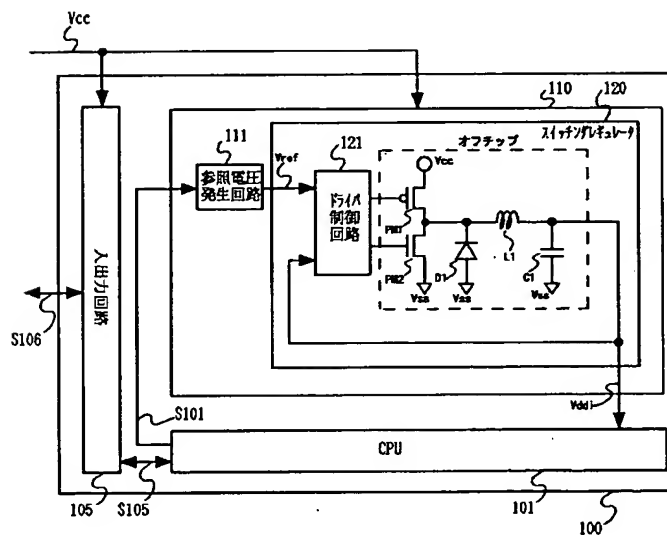 Vcc
110
120
スイッチングレギュレータ
オフチップ
111
参照電圧
発生回路
Vref
121
ドライバ
制御回路
Vcc
PM1
PM2
Vss
D1
Vss
L1
C1
Vss
入出力回路
S106
S101
Vddi
CPU
105
S105
101
100